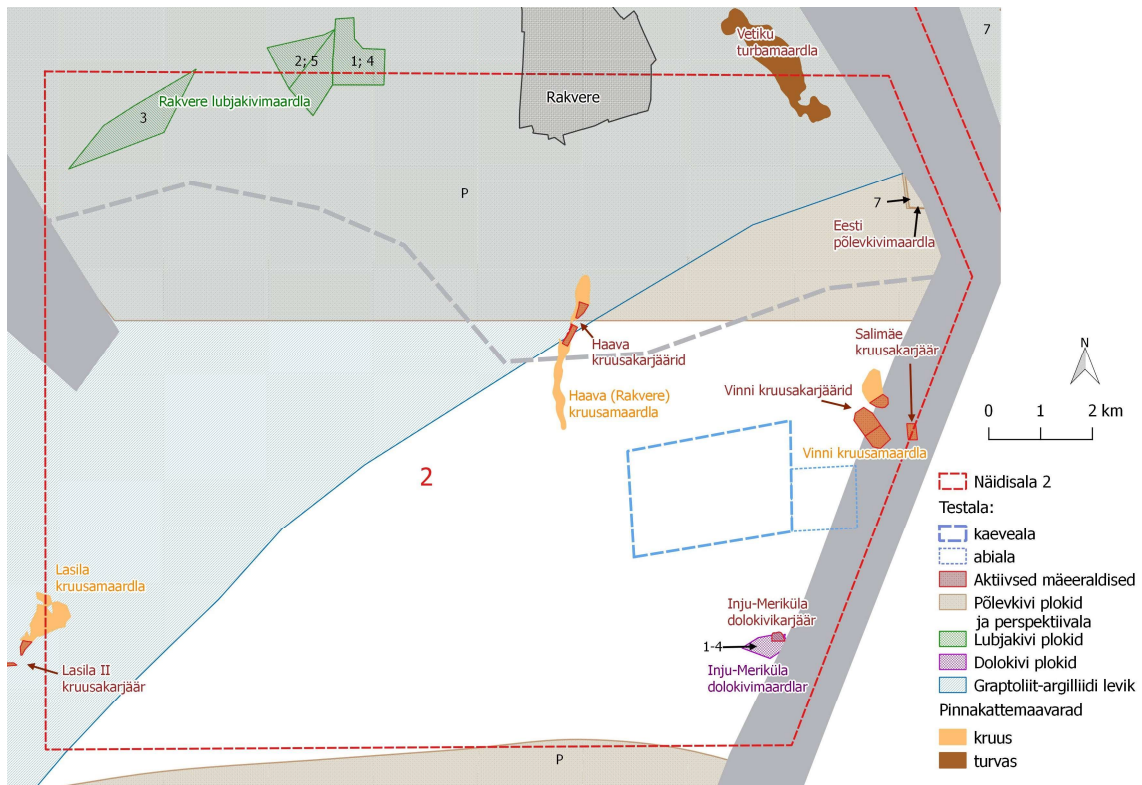 Vetiku
turbamaardla
7
2; 5
1; 4
Rakvere lubjakivimaardla
Rakvere
3
P
7
Eesti
põlevkivimaardla
Haava
kruusakarjäärid
Salimäe
kruusakarjäär
N
Haava (Rakvere)
kruusamaardla
Vinni kruusakarjäärid
0 1 2 km
Vinni kruusamaardla
2
Lasila
kruusamaardla
Lasila II
kruusakarjäär
Inju-Meriküla
dolokivikarjäär
1-4
Inju-Meriküla
dolokivimaardlar
P
Näidisala 2
Testala:
kaeveala
abiala
Aktiivsed mäeeraldised
Põlevkivi plokid
ja perspektiivala
Lubjakivi plokid
Dolokivi plokid
Graptoliit-argilliidi levik
Pinnakattemaavarad
kruus
turvas